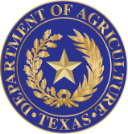 DEPARTMENT OF AGRICULTURE
TEXAS